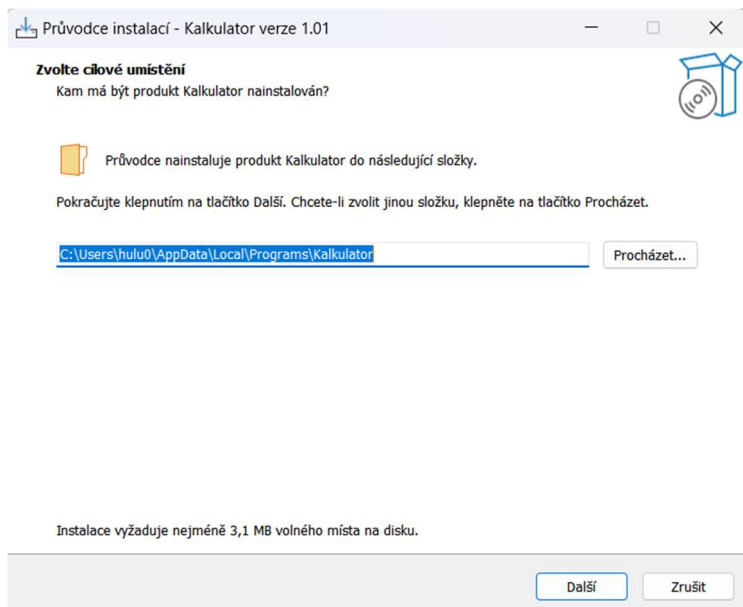 Průvodce instalací - Kalkulator verze 1.01
Zvolte cílové umístění
Kam má být produkt Kalkulator nainstalován?
Průvodce nainstaluje produkt Kalkulator do následující složky.
Pokračujte klepnutím na tlačítko Další. Chcete-li zvolit jinou složku, klepněte na tlačítko Procházet.
C:\Users\hulu0\AppData\Local\Programs\Kalkulator
Procházet...
Instalace vyžaduje nejméně 3,1 MB volného místa na disku.
Další
Zrušit